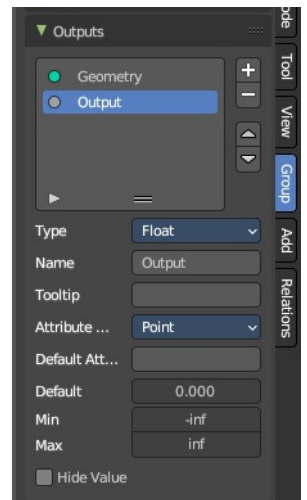 Outputs
Geometry
Output
Type Float
Name Output
Tooltip
Attribute ... Point
Default Att...
Default 0.000
Min -inf
Max inf
Hide Value
ode
Tool
View
Group
Add
Relations